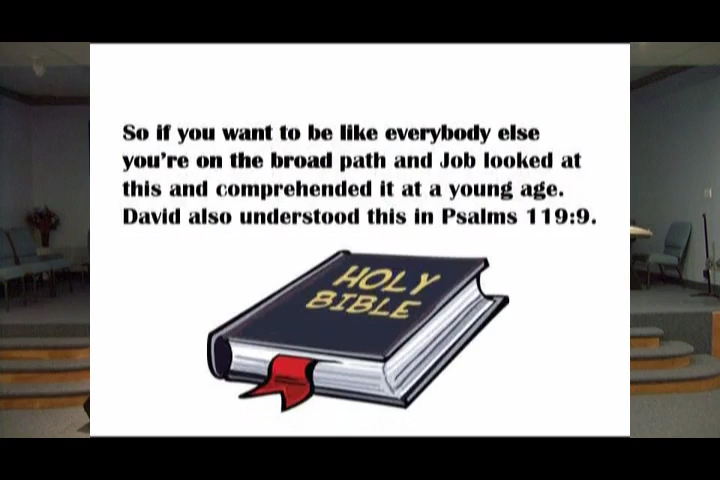 So if you want to be like everybody else
you're on the broad path and Job looked at
this and comprehended it at a young age.
David also understood this in Psalms 119:9.
HOLY
BIBLE